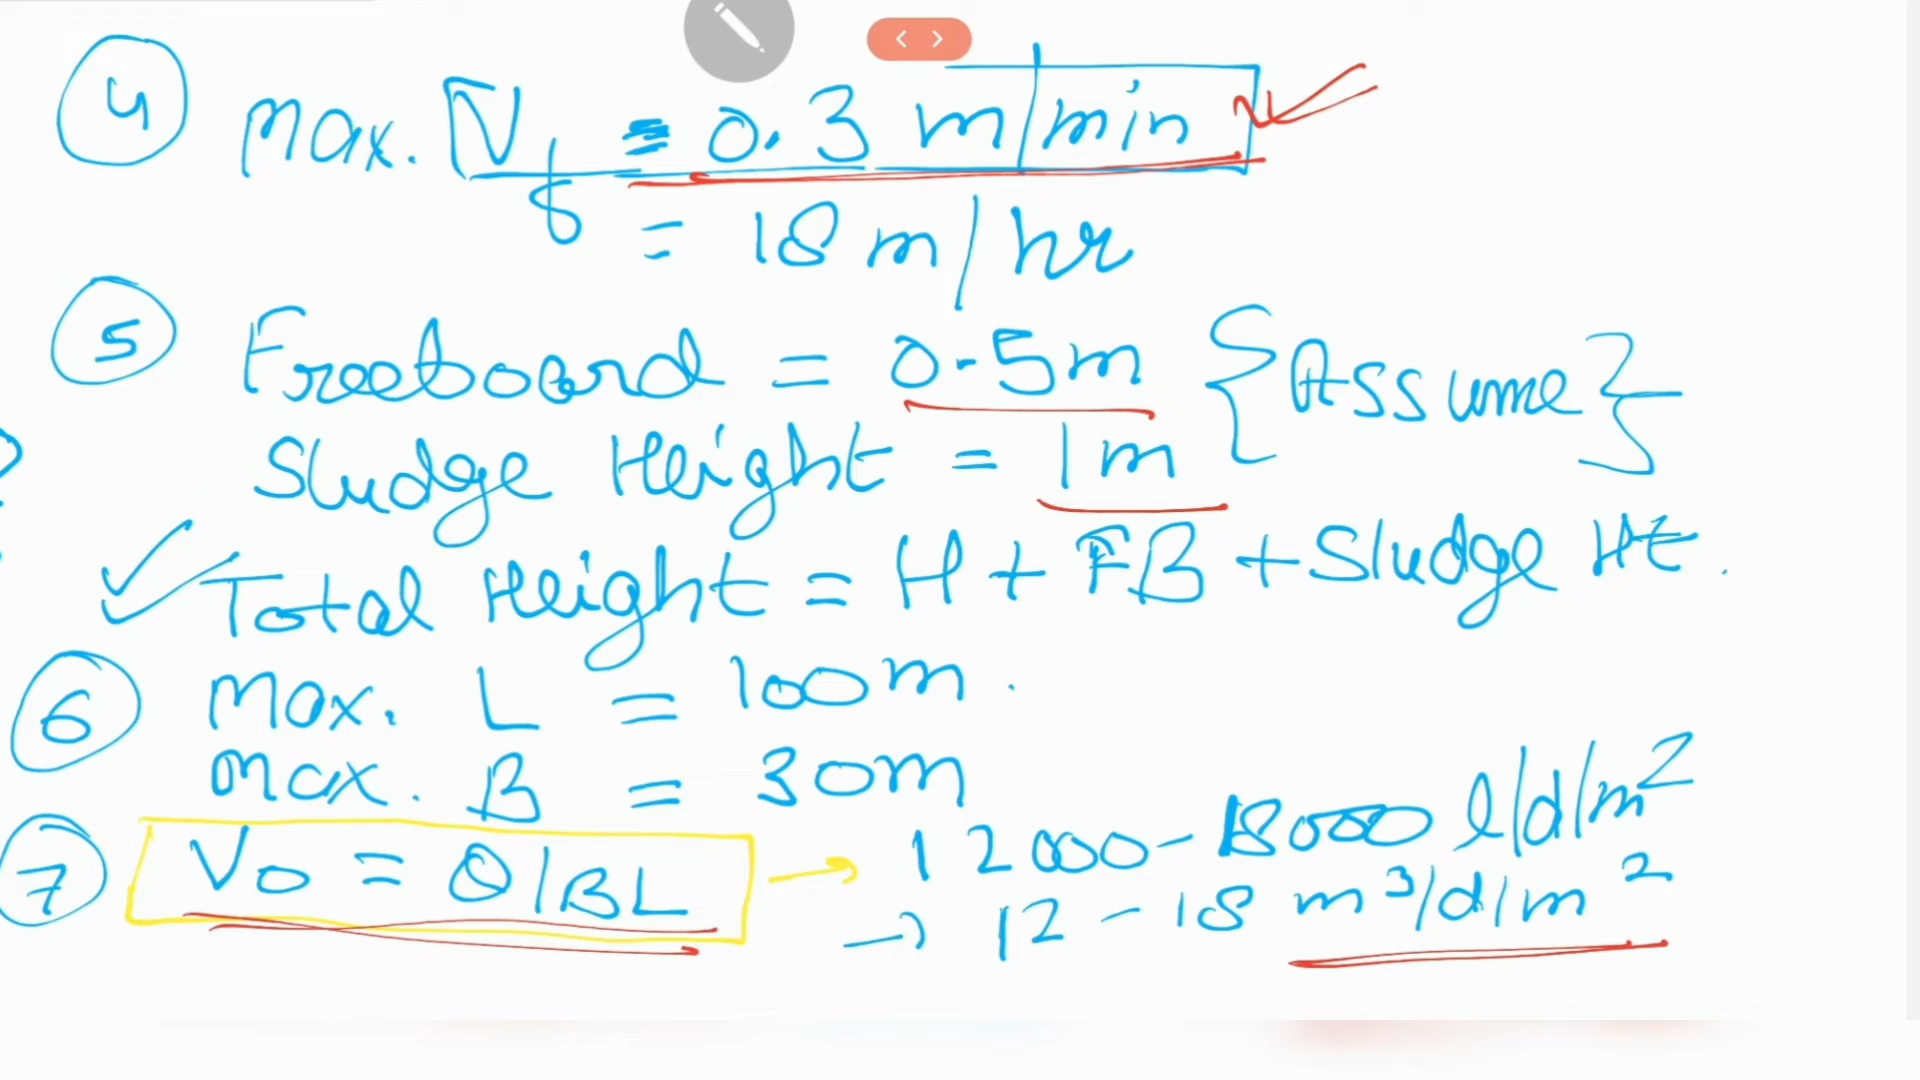 4 Max. Vf = 0.3 m/min
= 18 m/hr
5 Freeboard = 0.5m {Assume}
Sludge Height = 1m
Total Height = H + FB + Sludge Ht.
6 Max. L = 100m.
Max. B = 30m
7 Vo = Q/BL → 12000-18000 l/d/m²
→ 12 - 18 m³/d/m²